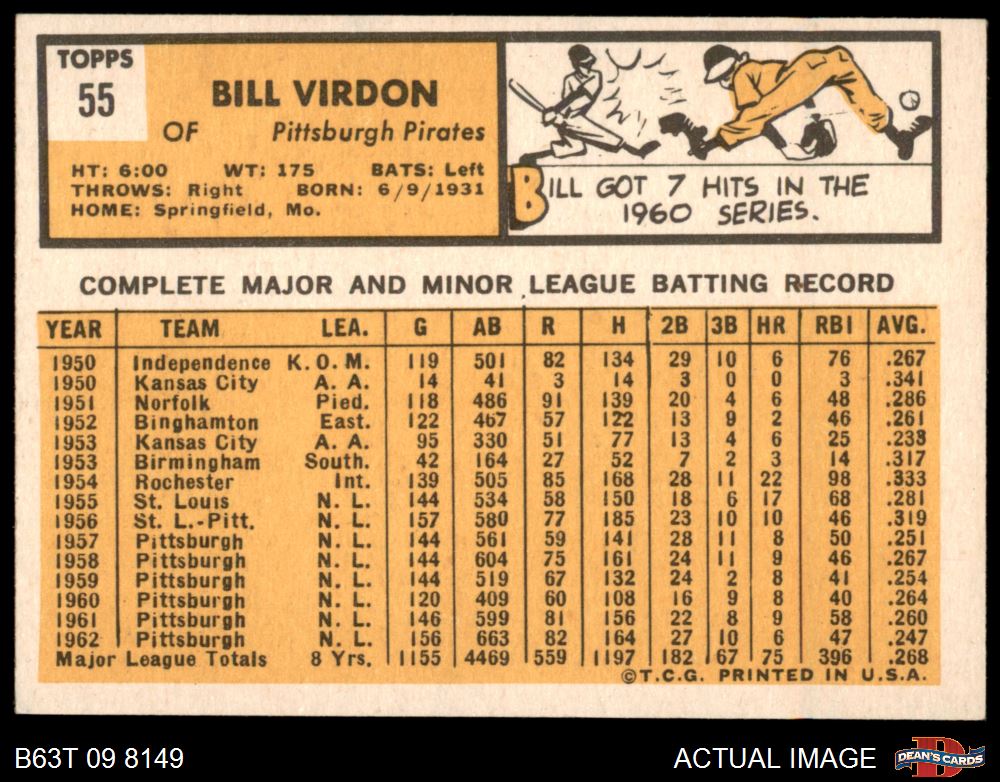 TOPPS
55
BILL VIRDON
OF Pittsburgh Pirates
HT: 6:00 WT: 175 BATS: Left
THROWS: Right BORN: 6/9/1931
HOME: Springfield, Mo.
BILL GOT 7 HITS IN THE
1960 SERIES.
COMPLETE MAJOR AND MINOR LEAGUE BATTING RECORD
YEAR TEAM LEA. G AB R H 2B 3B HR RBI AVG.
1950 Independence K. O. M. 119 501 82 134 29 10 6 76 .267
1950 Kansas City A. A. 14 41 3 14 3 0 0 3 .341
1951 Norfolk Pied. 118 486 91 139 20 4 6 48 .286
1952 Binghamton East. 122 467 57 122 13 9 2 46 .261
1953 Kansas City A. A. 95 330 51 77 13 4 6 25 .233
1953 Birmingham South. 42 164 27 52 7 2 3 14 .317
1954 Rochester Int. 139 505 85 168 28 11 22 98 .333
1955 St. Louis N. L. 144 534 58 150 18 6 17 68 .281
1956 St. L.-Pitt. N. L. 157 580 77 185 23 10 10 46 .319
1957 Pittsburgh N. L. 144 561 59 141 28 11 8 50 .251
1958 Pittsburgh N. L. 144 604 75 161 24 11 9 46 .267
1959 Pittsburgh N. L. 144 519 67 132 24 2 8 41 .254
1960 Pittsburgh N. L. 120 409 60 108 16 9 8 40 .264
1961 Pittsburgh N. L. 146 599 81 156 22 8 9 58 .260
1962 Pittsburgh N. L. 156 663 82 164 27 10 6 47 .247
Major League Totals 8 Yrs. 1155 4469 559 1197 182 67 75 396 .268
©T.C.G. PRINTED IN U.S.A.
B63T 09 8149 ACTUAL IMAGE DEAN'S CARDS